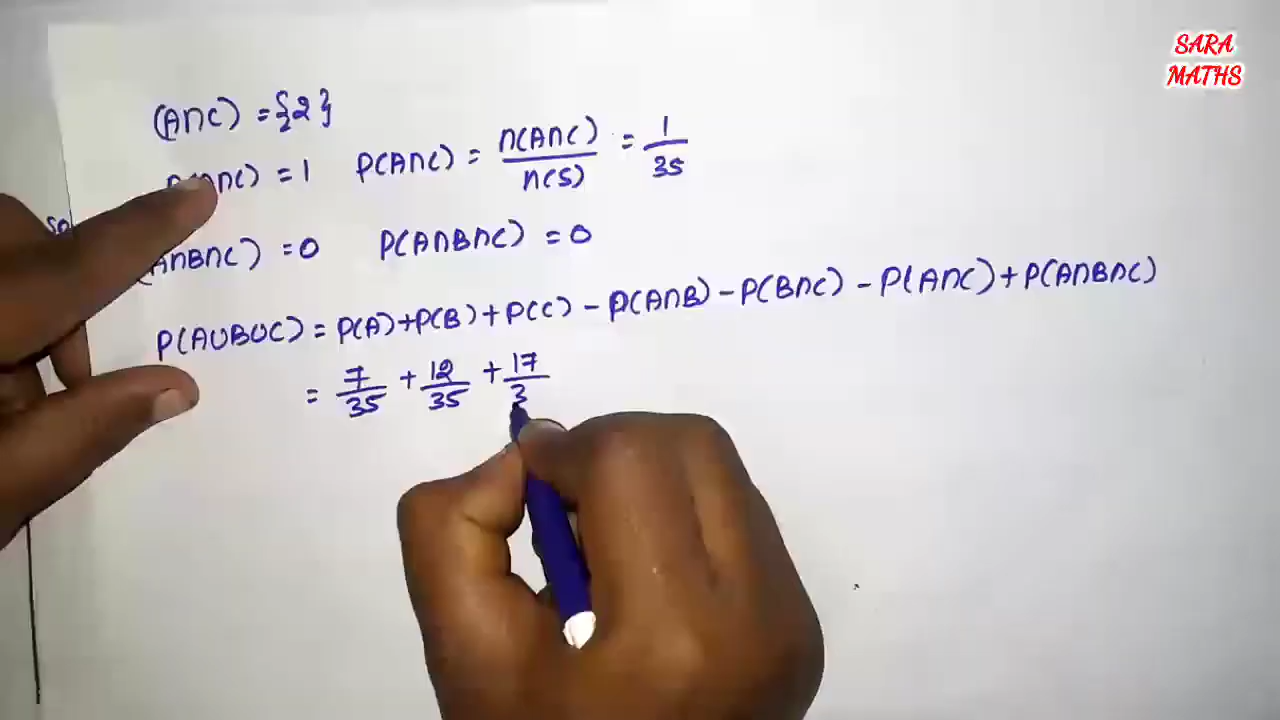 SARA
MATHS
(A∩C) = {2}
n(A∩C) = 1 P(A∩C) = n(A∩C)/n(S) = 1/35
(A∩B∩C) = 0 P(A∩B∩C) = 0
P(A∪B∪C) = P(A)+P(B)+P(C) - P(A∩B) - P(B∩C) - P(A∩C) + P(A∩B∩C)
= 7/35 + 12/35 + 17/3